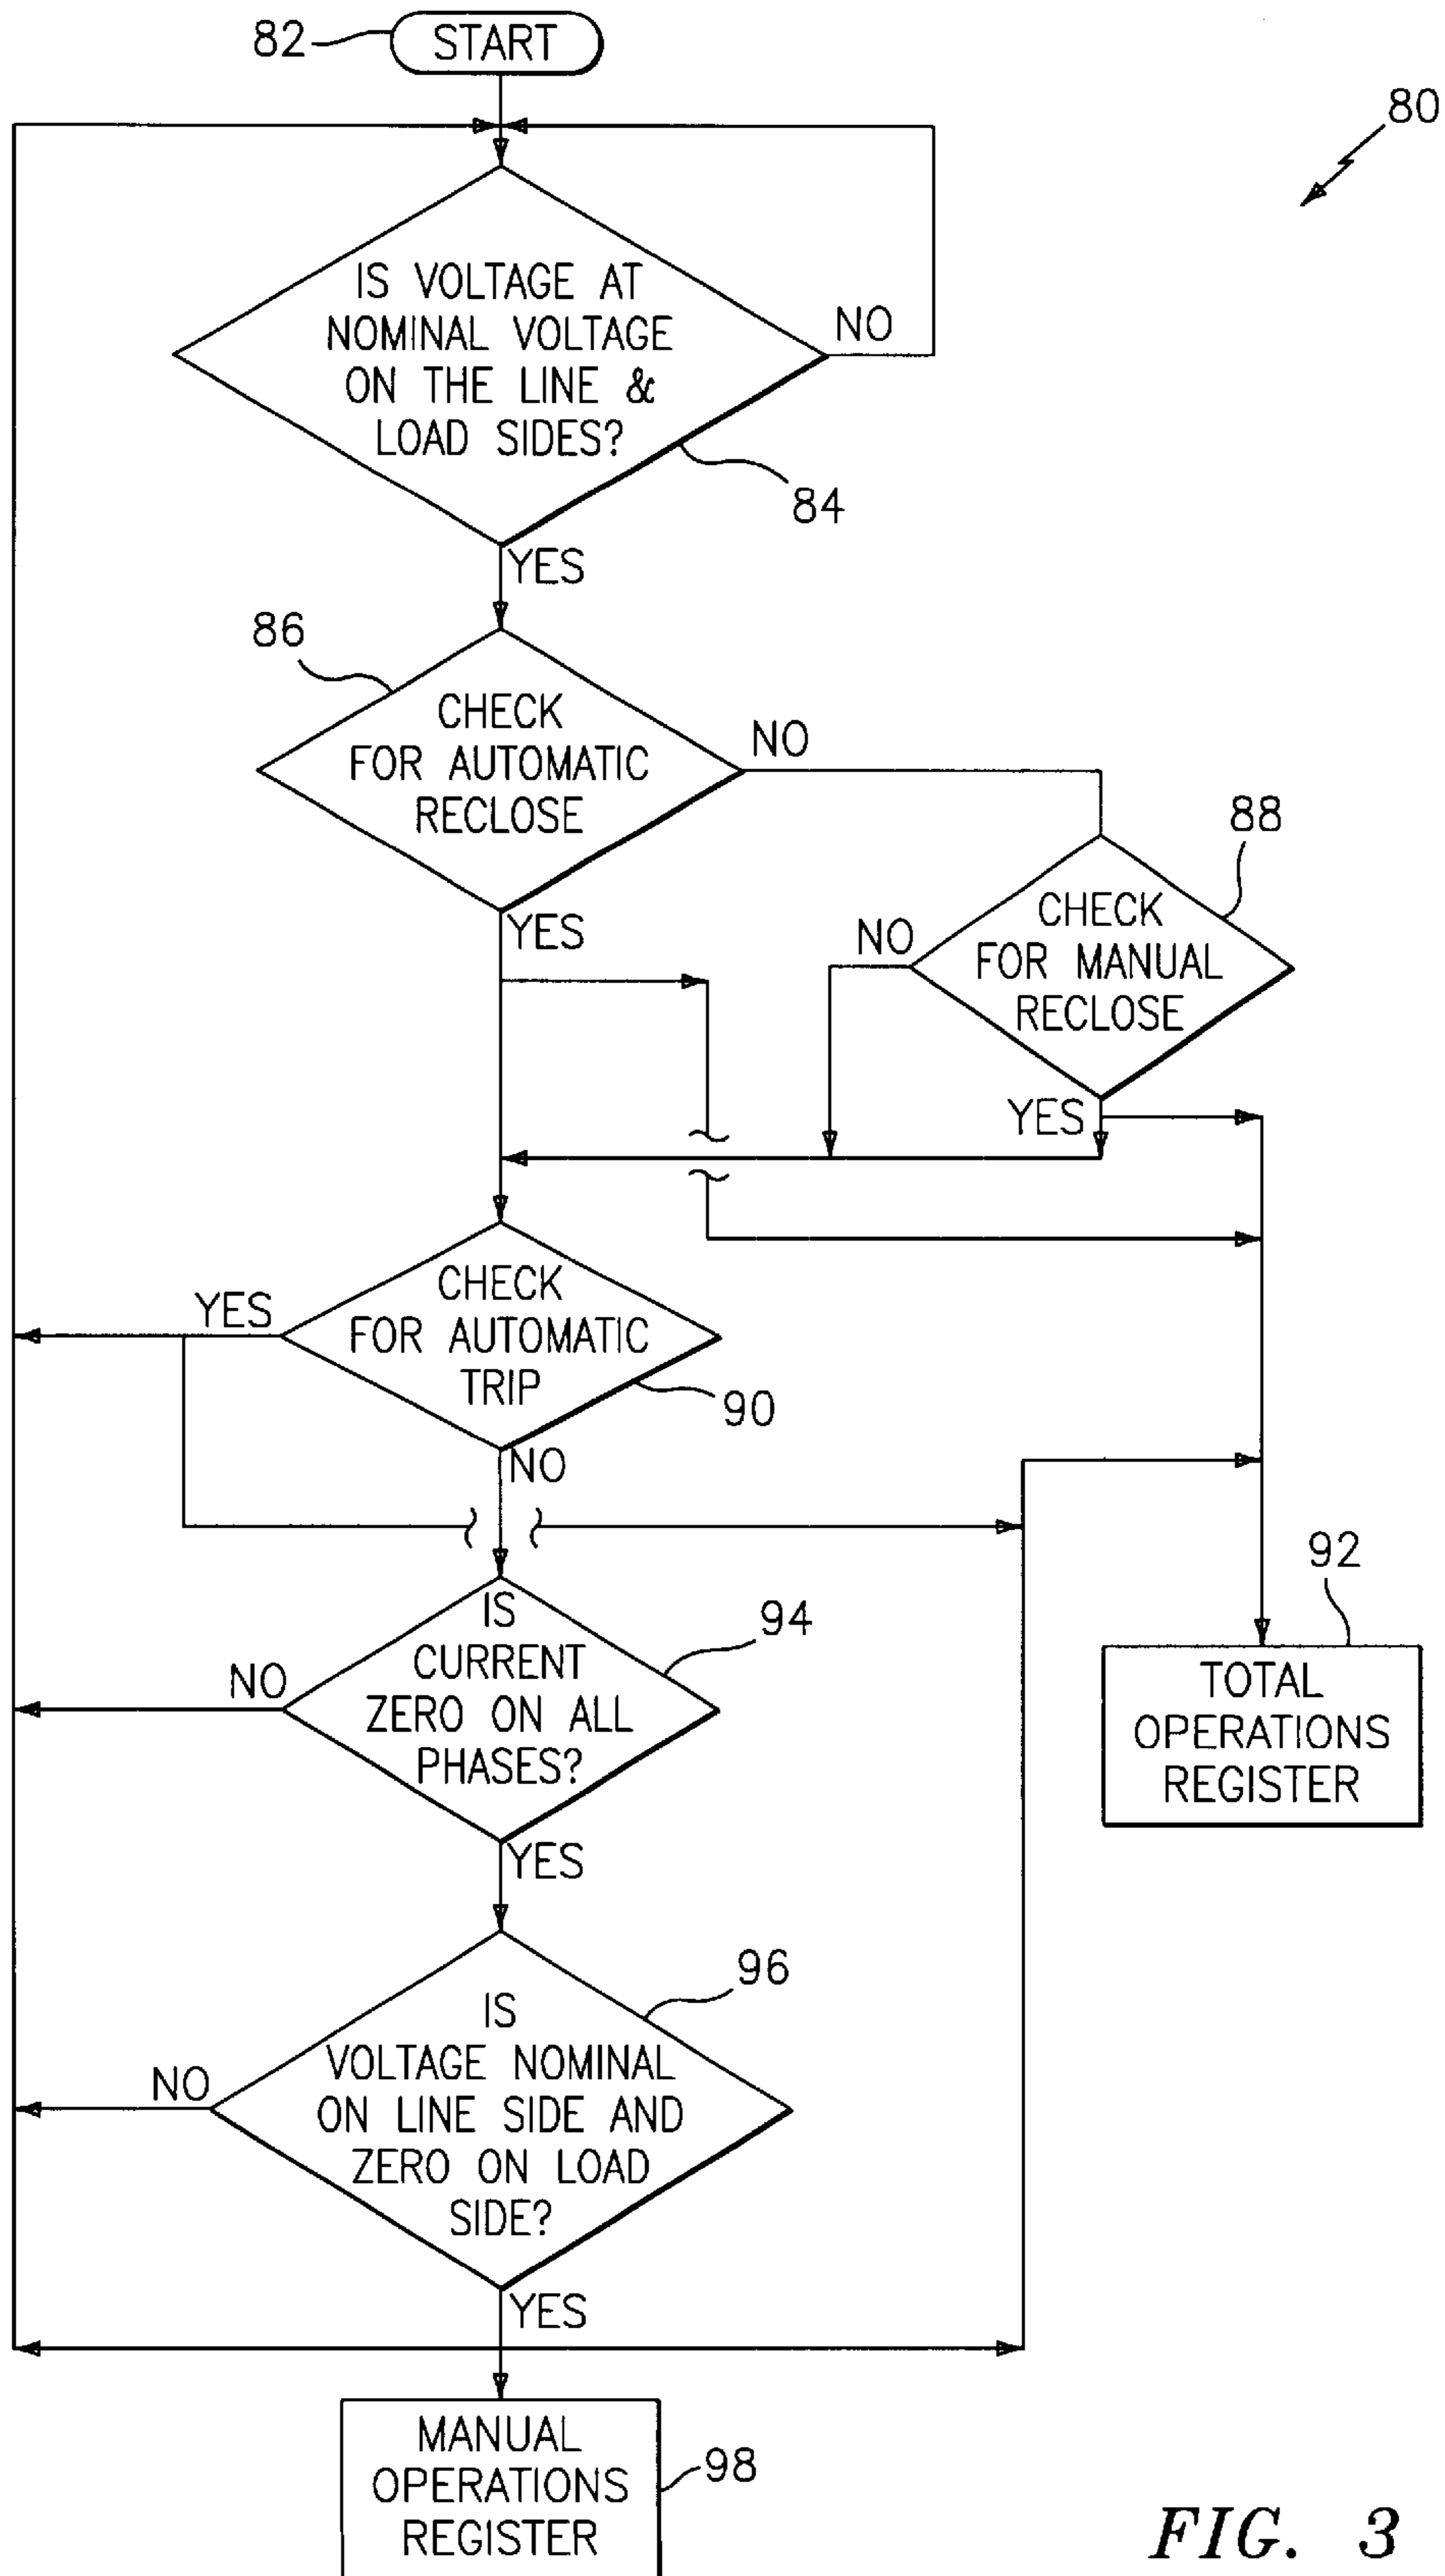 82
START
80
IS VOLTAGE AT
NOMINAL VOLTAGE
ON THE LINE &
LOAD SIDES?
NO
84
YES
86
CHECK
FOR AUTOMATIC
RECLOSE
NO
88
YES
CHECK
FOR MANUAL
RECLOSE
NO
YES
CHECK
FOR AUTOMATIC
TRIP
YES
90
NO
92
TOTAL
OPERATIONS
REGISTER
IS
CURRENT
ZERO ON ALL
PHASES?
94
NO
YES
96
IS
VOLTAGE NOMINAL
ON LINE SIDE AND
ZERO ON LOAD
SIDE?
NO
YES
MANUAL
OPERATIONS
REGISTER
98
FIG. 3